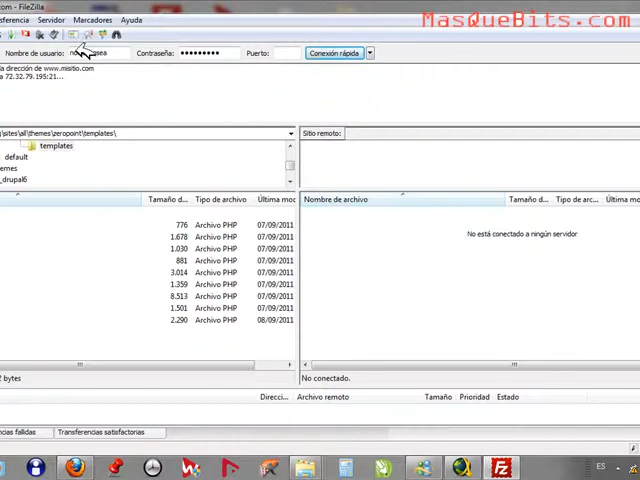 .com - FileZilla
MasQueBits.com
sferencia Servidor Marcadores Ayuda
Nombre de usuario: Contraseña: ●●●●●●●●● Puerto: Conexión rápida
la dirección de www.misitio.com
a 72.32.79.195:21...
\sites\all\themes\zeropoint\templates\ Sitio remoto:
templates
default
emes
_drupal6
Tamaño d... Tipo de archivo Última mod Nombre de archivo Tamaño d... Tipo de arc... Última mo
776 Archivo PHP 07/09/2011
1.678 Archivo PHP 07/09/2011
1.030 Archivo PHP 07/09/2011
881 Archivo PHP 07/09/2011
3.014 Archivo PHP 07/09/2011
1.359 Archivo PHP 07/09/2011
8.513 Archivo PHP 07/09/2011
1.501 Archivo PHP 07/09/2011
2.290 Archivo PHP 08/09/2011
No está conectado a ningún servidor
2 bytes No conectado.
Direcci... Archivo remoto Tamaño Prioridad Estado
ncias fallidas Transferencias satisfactorias
ES